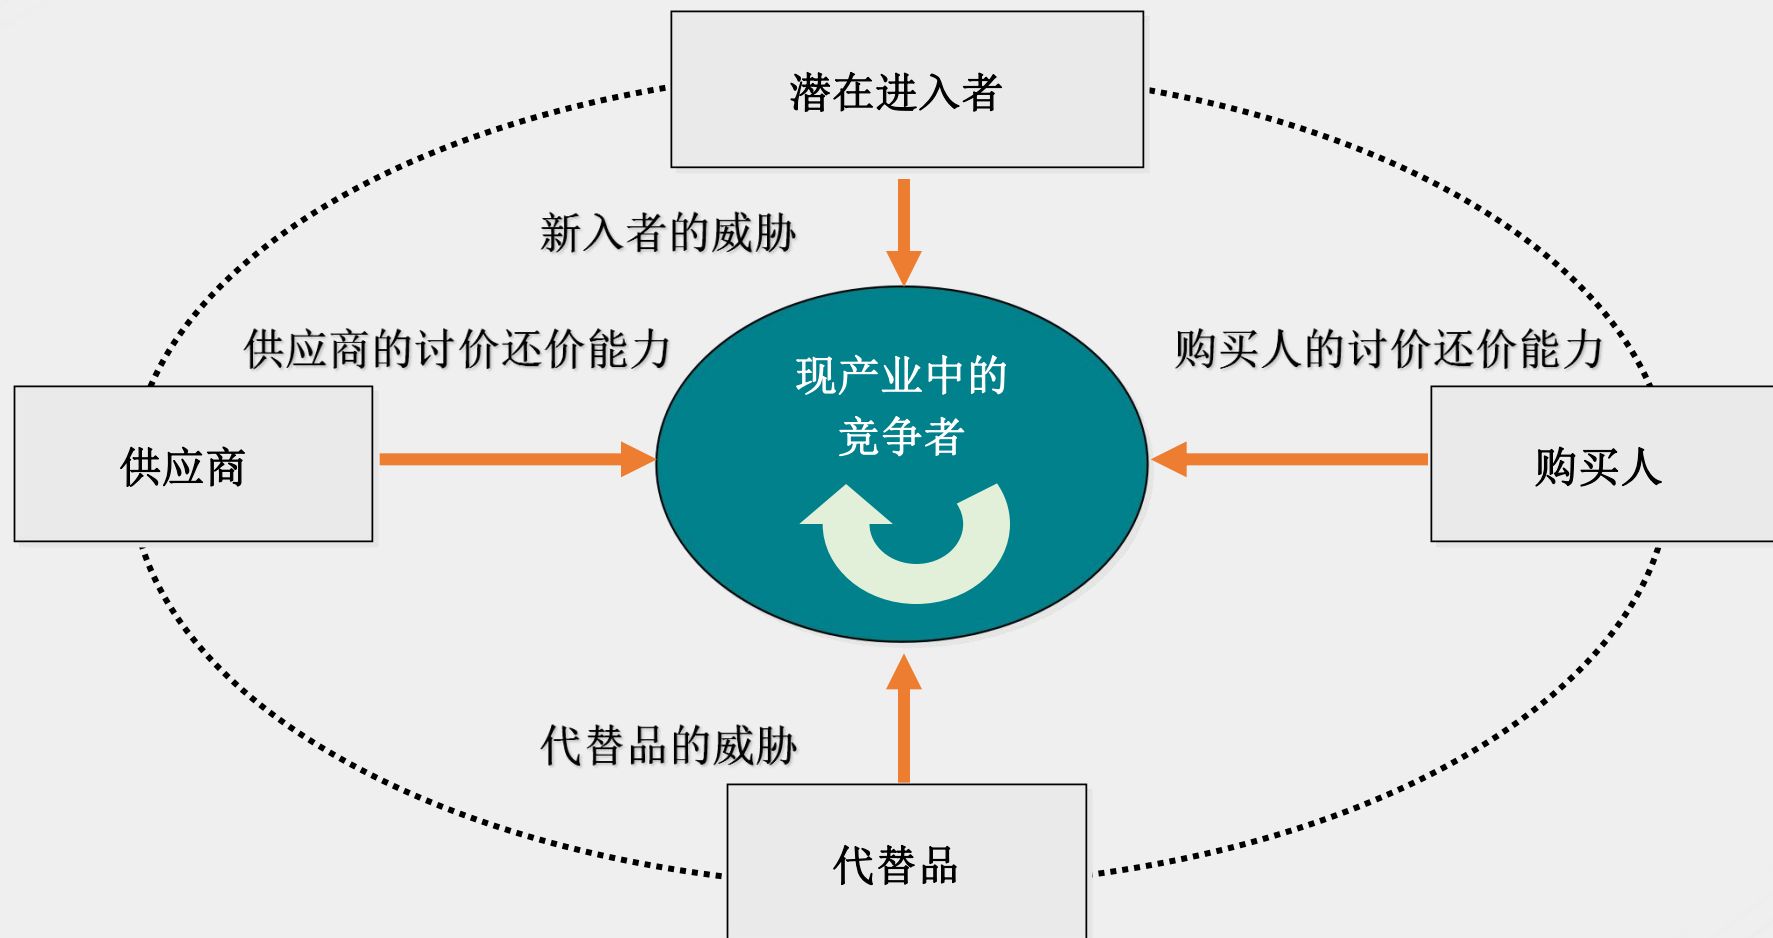 潜在进入者
新入者的威胁
供应商的讨价还价能力
购买人的讨价还价能力
现产业中的
竞争者
供应商
购买人
代替品的威胁
代替品